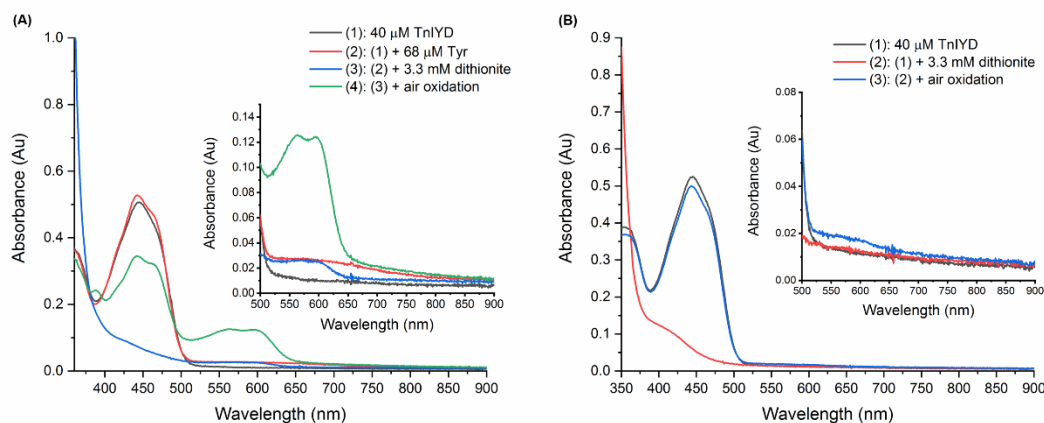 (A)
(1): 40 μM TnIYD
(2): (1) + 68 μM Tyr
(3): (2) + 3.3 mM dithionite
(4): (3) + air oxidation
Absorbance (Au)
1.0
0.8
0.6
0.4
0.2
0.0
400 450 500 550 600 650 700 750 800 850 900
Wavelength (nm)
Absorbance (Au)
0.14
0.12
0.10
0.08
0.06
0.04
0.02
0.00
500 550 600 650 700 750 800 850 900
Wavelength (nm)
(B)
(1): 40 μM TnIYD
(2): (1) + 3.3 mM dithionite
(3): (2) + air oxidation
Absorbance (Au)
0.9
0.8
0.7
0.6
0.5
0.4
0.3
0.2
0.1
0.0
350 400 450 500 550 600 650 700 750 800 850 900
Wavelength (nm)
Absorbance (Au)
0.08
0.06
0.04
0.02
0.00
500 550 600 650 700 750 800 850 900
Wavelength (nm)